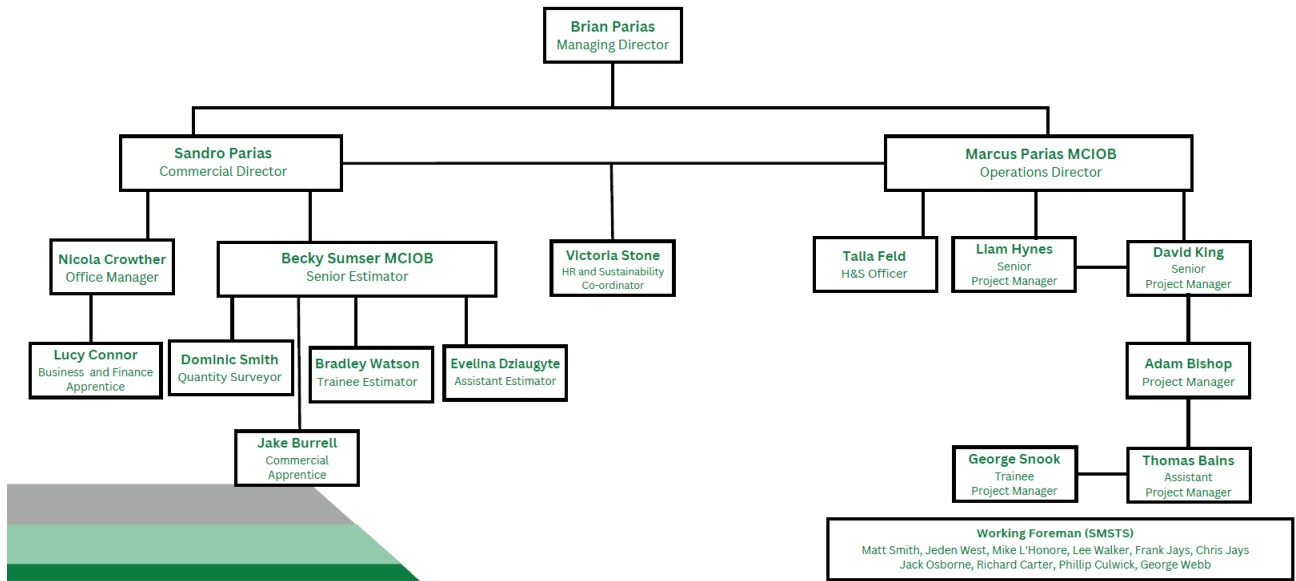 Brian Parias
Managing Director
Sandro Parias
Commercial Director
Marcus Parias MCIOB
Operations Director
Nicola Crowther
Office Manager
Becky Sumser MCIOB
Senior Estimator
Victoria Stone
HR and Sustainability
Co-ordinator
Talla Feld
H&S Officer
Liam Hynes
Senior
Project Manager
David King
Senior
Project Manager
Lucy Connor
Business and Finance
Apprentice
Dominic Smith
Quantity Surveyor
Bradley Watson
Trainee Estimator
Evelina Dziaugyte
Assistant Estimator
Adam Bishop
Project Manager
Jake Burrell
Commercial
Apprentice
George Snook
Trainee
Project Manager
Thomas Bains
Assistant
Project Manager
Working Foreman (SMSTS)
Matt Smith, Jeden West, Mike L'Honore, Lee Walker, Frank Jays, Chris Jays
Jack Osborne, Richard Carter, Phillip Culwick, George Webb